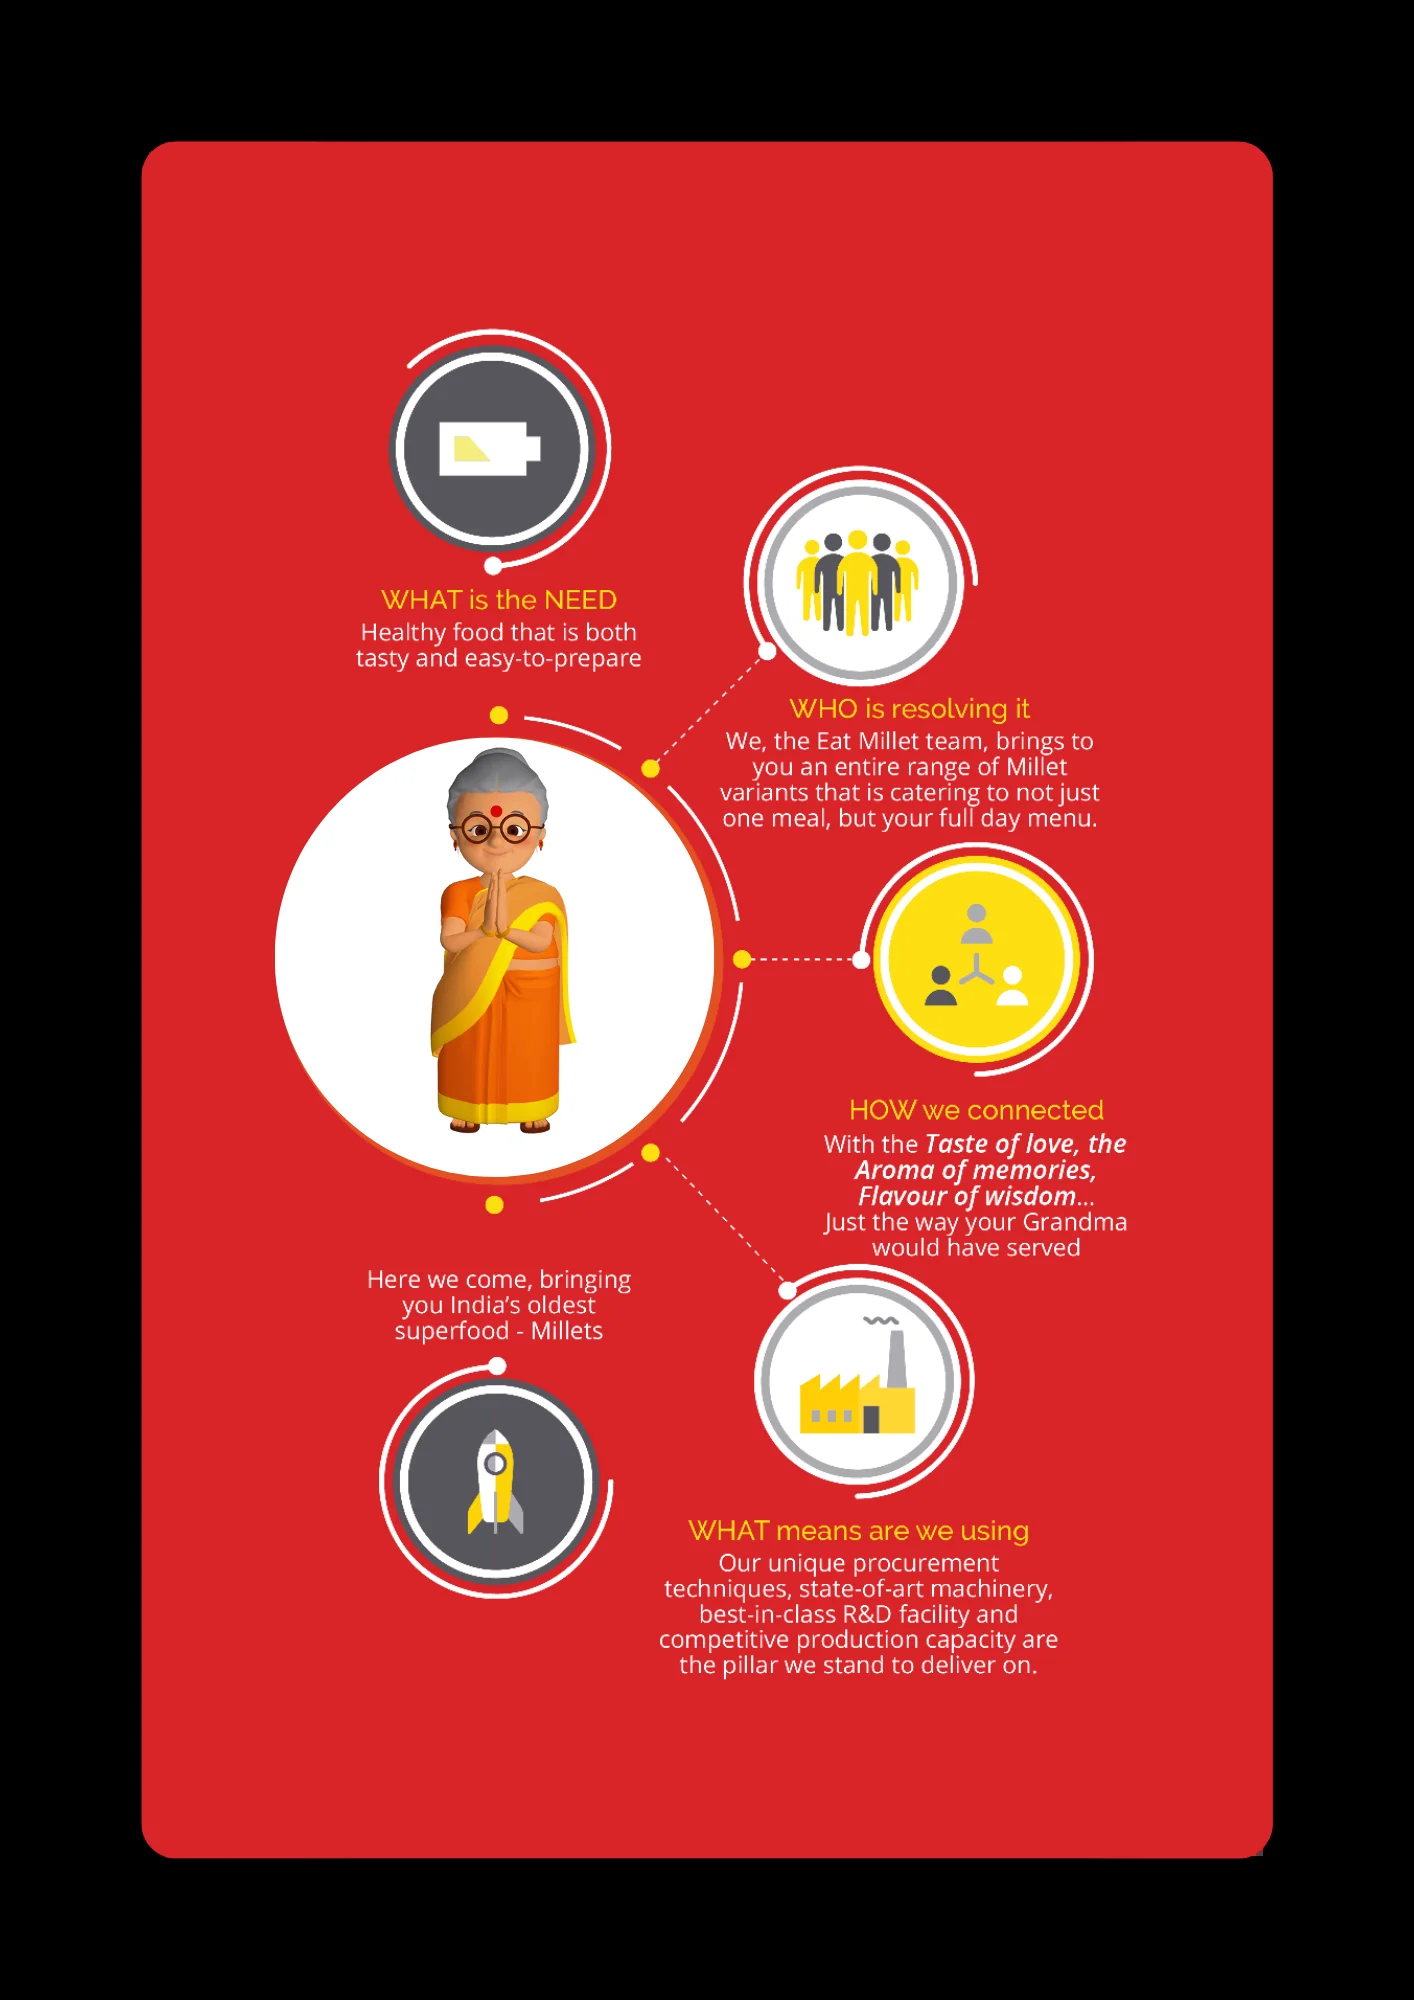 WHAT is the NEED
Healthy food that is both
tasty and easy-to-prepare
WHO is resolving it
We, the Eat Millet team, brings to
you an entire range of Millet
variants that is catering to not just
one meal, but your full day menu.
HOW we connected
With the Taste of love, the
Aroma of memories,
Flavour of wisdom...
Just the way your Grandma
would have served
Here we come, bringing
you India’s oldest
superfood - Millets
WHAT means are we using
Our unique procurement
techniques, state-of-art machinery,
best-in-class R&D facility and
competitive production capacity are
the pillar we stand to deliver on.